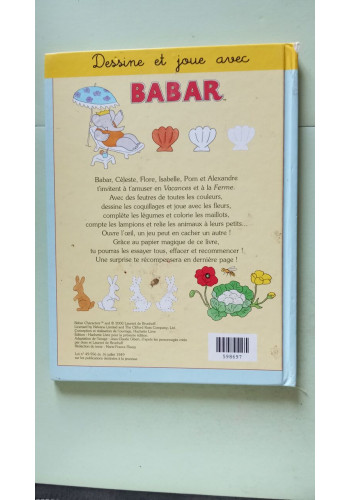 Dessine et joue avec
BABAR™
Babar, Céleste, Flore, Isabelle, Pom et Alexandre
t'invitent à t'amuser en Vacances et à la Ferme.
Avec des feutres de toutes les couleurs,
dessine les coquillages et joue avec les fleurs,
complète les légumes et colorie les maillots,
compte les lampions et relie les animaux à leurs petits...
Ouvre l'œil, un jeu peut en cacher un autre !
Grâce au papier magique de ce livre,
tu pourras les essayer tous, effacer et recommencer !
Une surprise te récompensera en dernière page !
598697